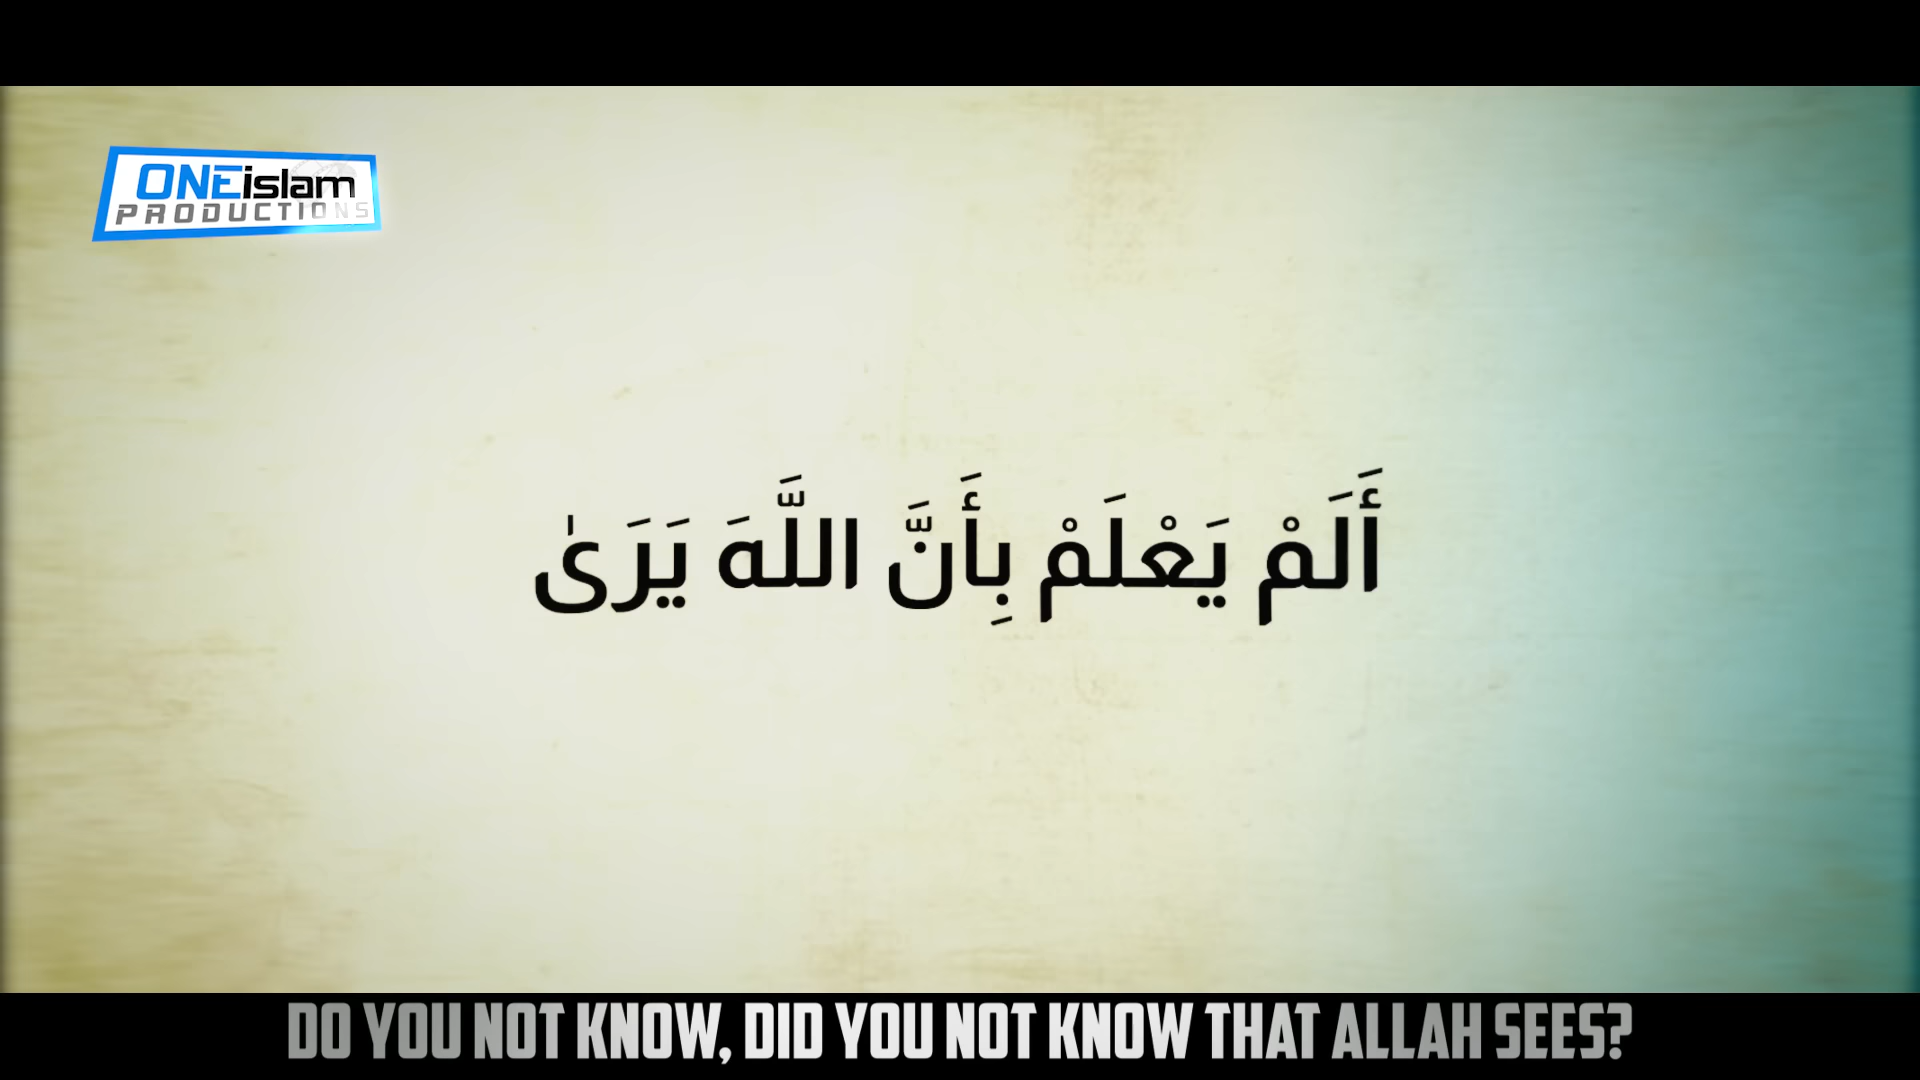 ONEislam
PRODUCTIONS
أَلَمْ يَعْلَمْ بِأَنَّ اللَّهَ يَرَىٰ
DO YOU NOT KNOW, DID YOU NOT KNOW THAT ALLAH SEES?